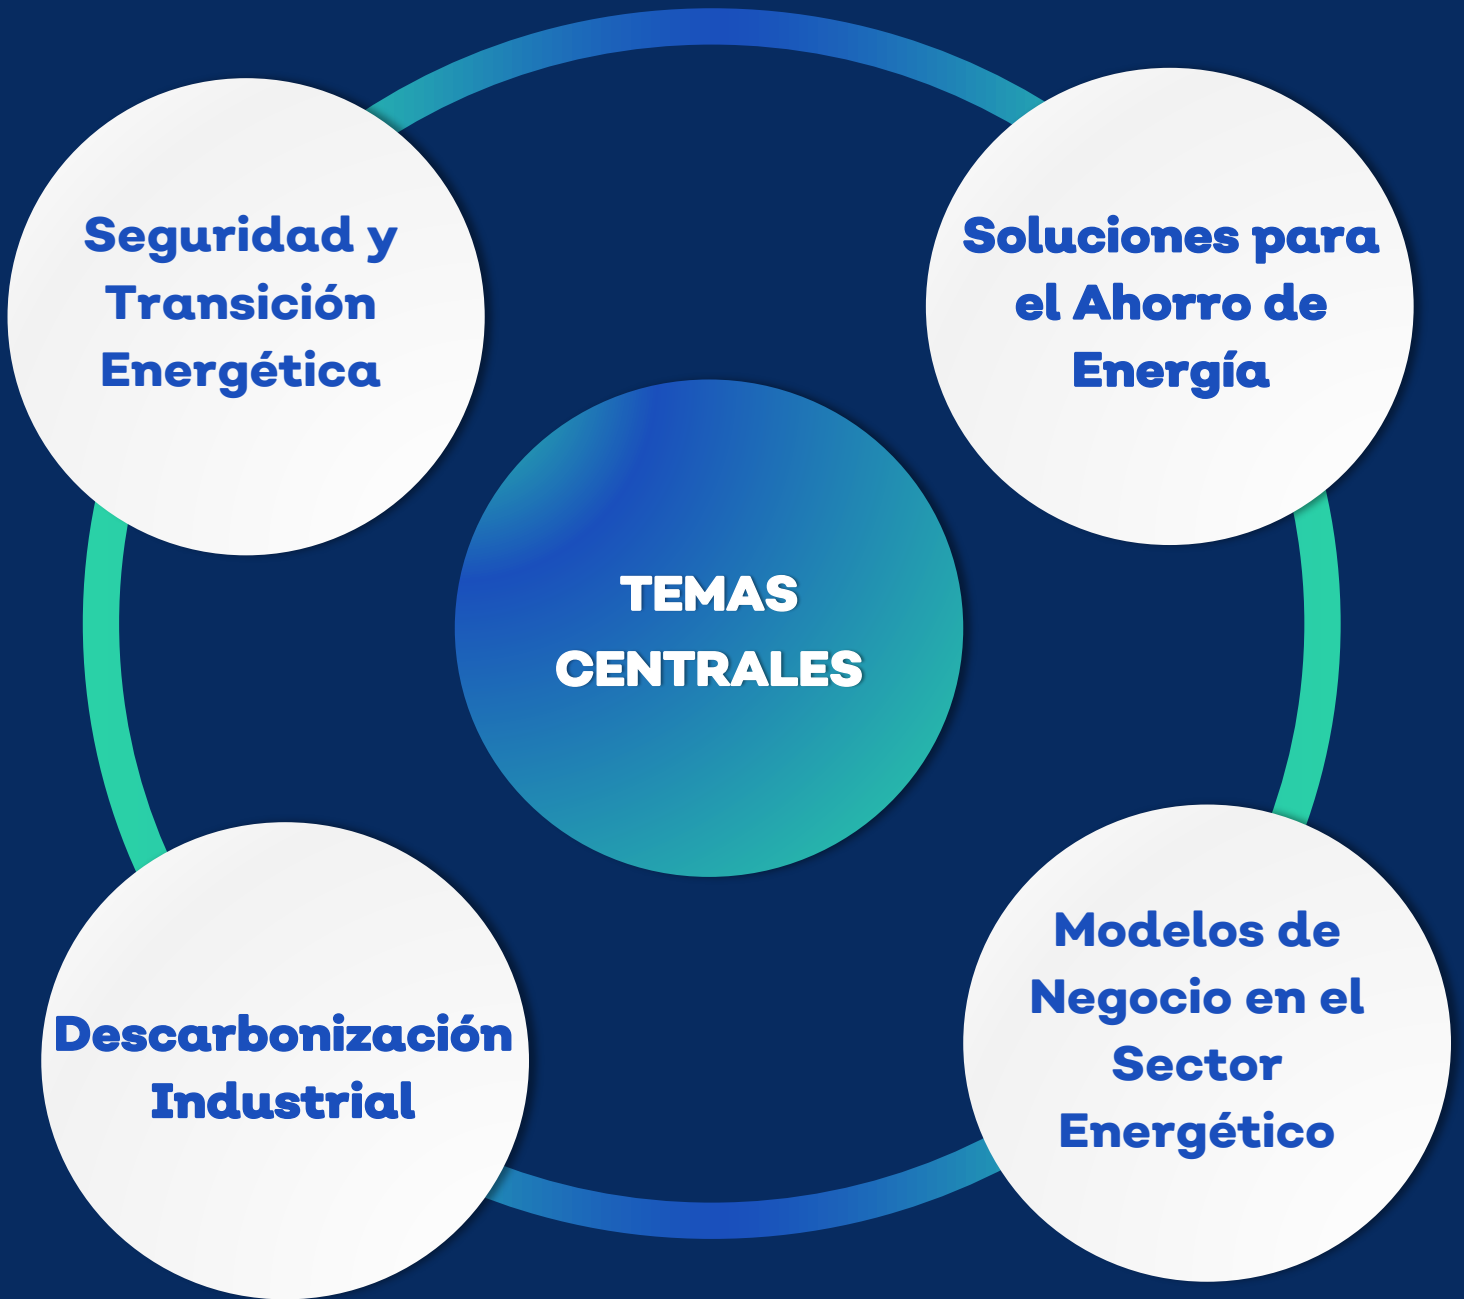 Seguridad y
Transición
Energética
Soluciones para
el Ahorro de
Energía
TEMAS
CENTRALES
Descarbonización
Industrial
Modelos de
Negocio en el
Sector
Energético